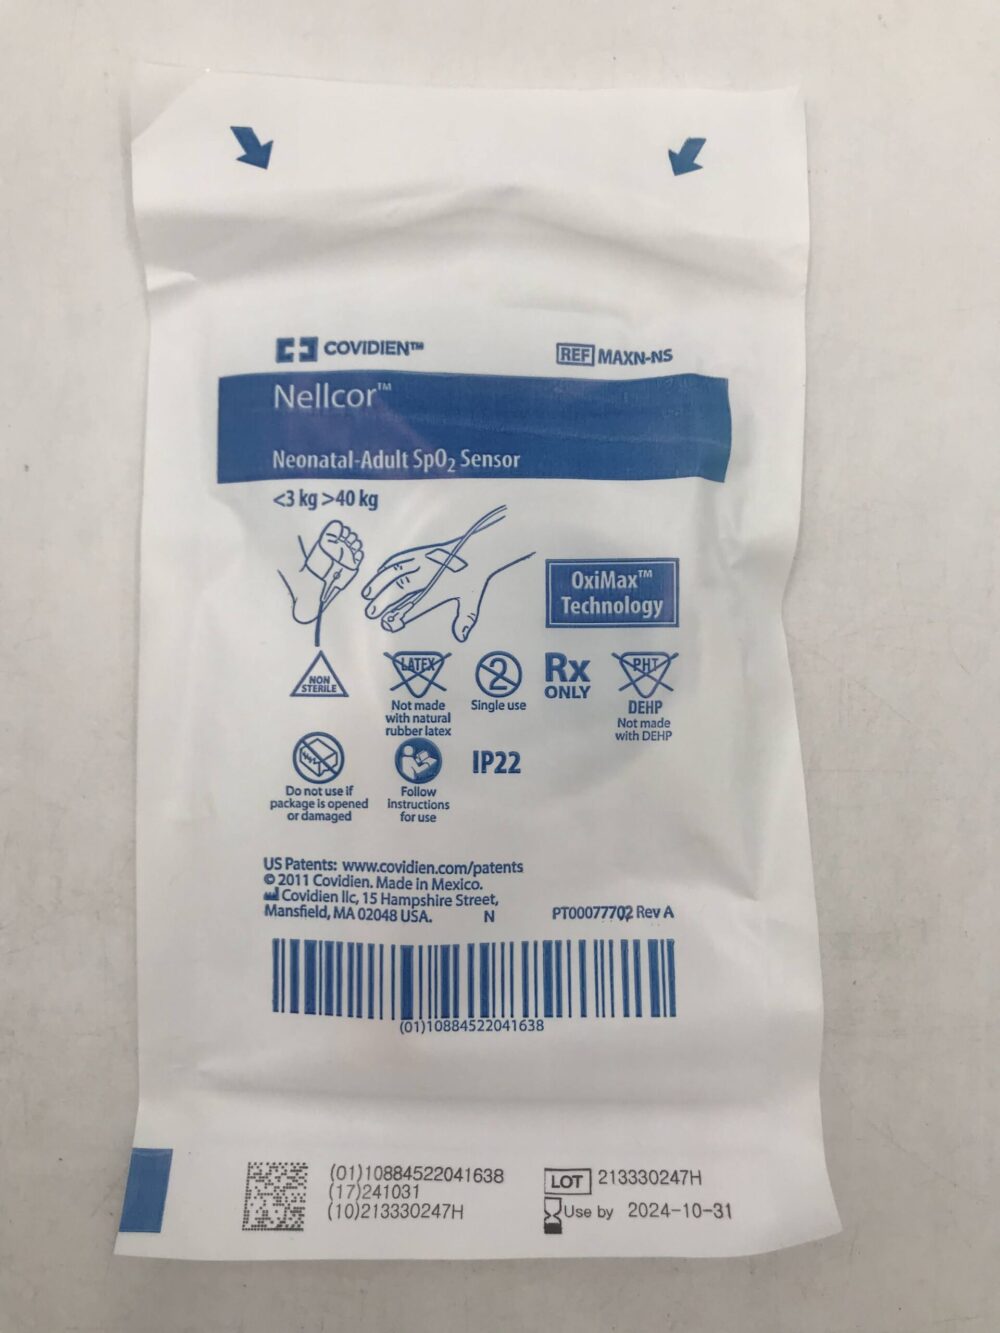 COVIDIEN™
REF MAXN-NS
Nellcor™
Neonatal-Adult SpO₂ Sensor
<3 kg >40 kg
OxiMax™
Technology
NON
STERILE
LATEX
Not made
with natural
rubber latex
2
Single use
Rx
ONLY
PHT
DEHP
Not made
with DEHP
Do not use if
package is opened
or damaged
Follow
instructions
for use
IP22
US Patents: www.covidien.com/patents
© 2011 Covidien. Made in Mexico.
Covidien llc, 15 Hampshire Street,
Mansfield, MA 02048 USA. N
PT00077702 Rev A
(01)10884522041638
(01)10884522041638
(17)241031
(10)213330247H
LOT 213330247H
Use by 2024-10-31